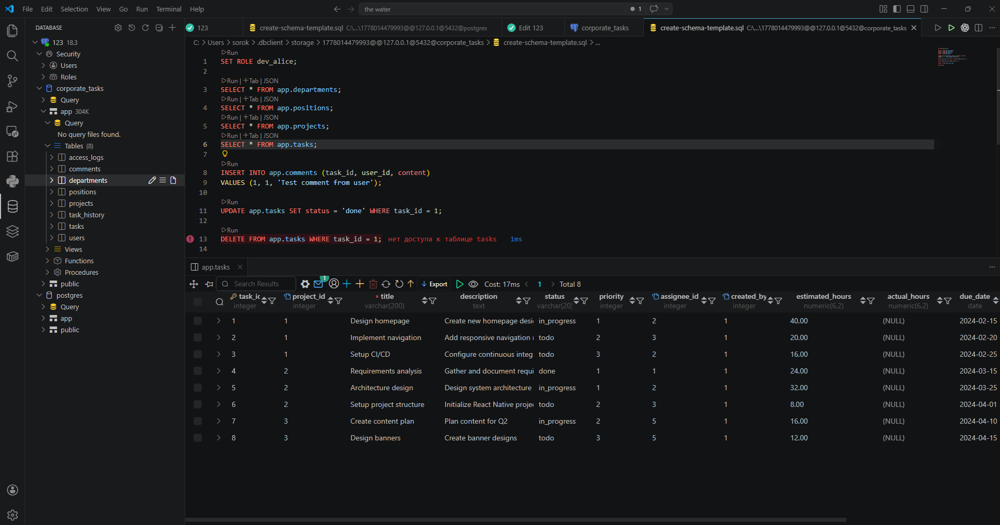 File Edit Selection View Go Run Terminal Help
the water
1
DATABASE
123 18.3
Security
Users
Roles
corporate_tasks
Query
app 304K
Query
No query files found.
Tables (8)
access_logs
comments
departments
positions
projects
task_history
tasks
users
Views
Functions
Procedures
public
postgres
Query
app
public
123
create-schema-template.sql C:\...\1778014479993@@127.0.0.1@5432@postgres
Edit 123
corporate_tasks
create-schema-template.sql C:\...\1778014479993@@127.0.0.1@5432@corporate_tasks
C: > Users > sorok > .dbclient > storage > 1778014479993@@127.0.0.1@5432@corporate_tasks > create-schema-template.sql > ...
Run
1 SET ROLE dev_alice;
2
Run | +Tab | JSON
3 SELECT * FROM app.departments;
Run | +Tab | JSON
4 SELECT * FROM app.positions;
Run | +Tab | JSON
5 SELECT * FROM app.projects;
Run | +Tab | JSON
6 SELECT * FROM app.tasks;
7
Run
8 INSERT INTO app.comments (task_id, user_id, content)
9 VALUES (1, 1, 'Test comment from user');
10
Run
11 UPDATE app.tasks SET status = 'done' WHERE task_id = 1;
12
Run
13 DELETE FROM app.tasks WHERE task_id = 1; нет доступа к таблице tasks 1ms
14
app.tasks
Search Results 1 Export Cost: 17ms < 1 > Total 8
task_ic project_id * title description status priority assignee_id created_by estimated_hours actual_hours due_date
integer integer varchar(200) text varchar(20) integer integer integer numeric(6,2) numeric(6,2) date
1 1 Design homepage Create new homepage desi in_progress 1 2 1 40.00 (NULL) 2024-02-15
2 1 Implement navigation Add responsive navigation todo 2 3 1 20.00 (NULL) 2024-02-20
3 1 Setup CI/CD Configure continuous integ todo 3 2 1 16.00 (NULL) 2024-02-25
4 2 Requirements analysis Gather and document requi done 1 1 1 24.00 (NULL) 2024-03-15
5 2 Architecture design Design system architecture in_progress 1 2 1 32.00 (NULL) 2024-03-25
6 2 Setup project structure Initialize React Native proje todo 2 3 1 8.00 (NULL) 2024-04-01
7 3 Create content plan Plan content for Q2 in_progress 2 5 1 16.00 (NULL) 2024-04-10
8 3 Design banners Create banner designs todo 3 5 1 12.00 (NULL) 2024-04-15